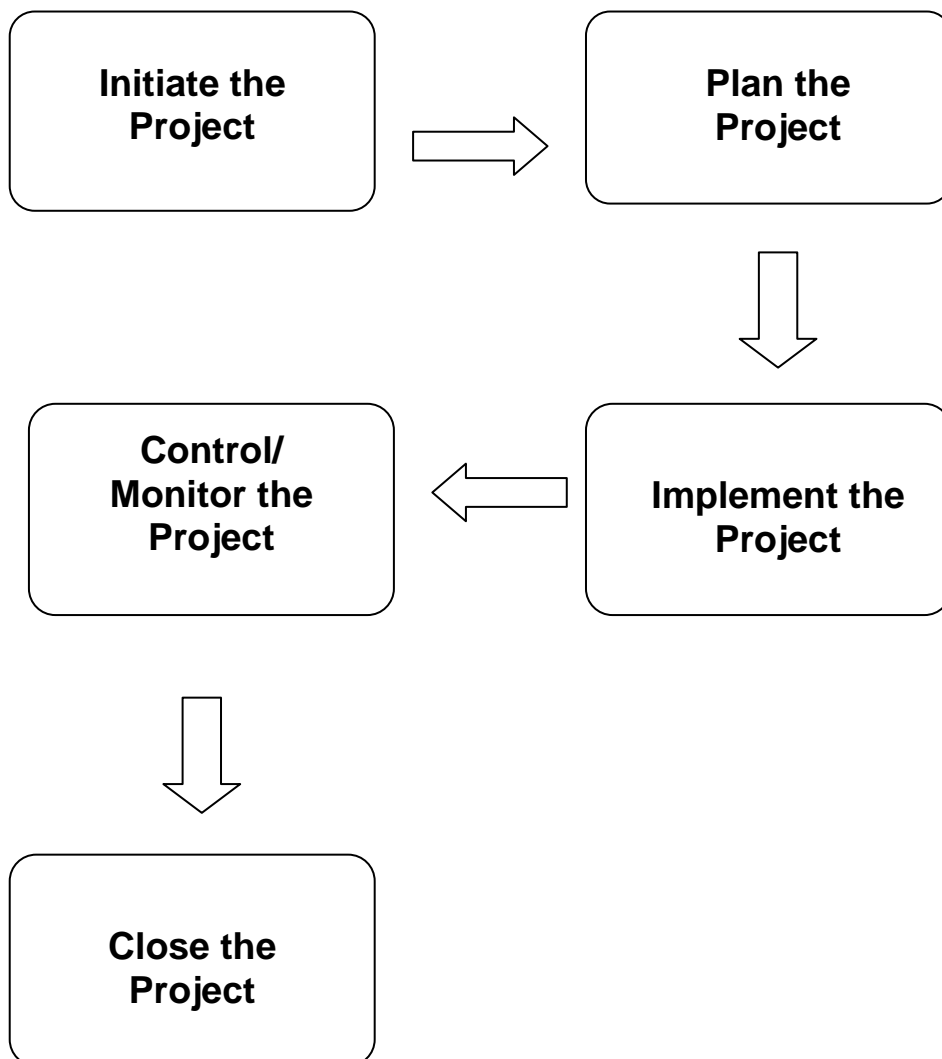 Initiate the
Project
Plan the
Project
Implement the
Project
Control/
Monitor the
Project
Close the
Project